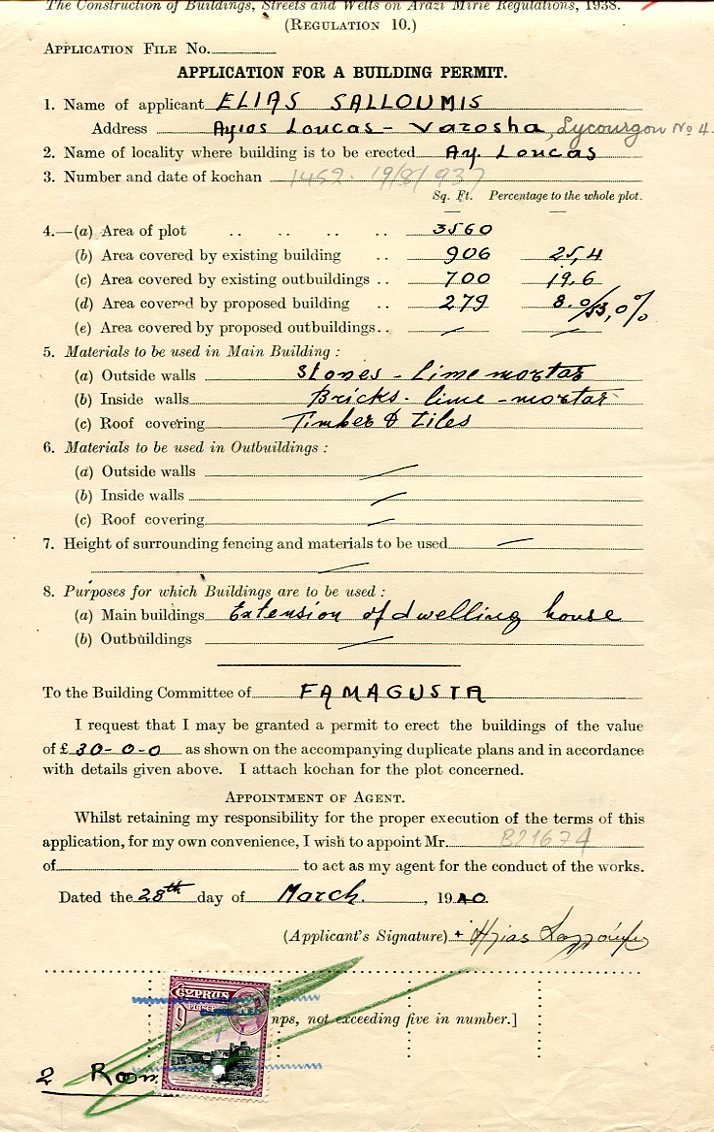 The Construction of Buildings, Streets and Wells on Arazi Mirie Regulations, 1938.
(REGULATION 10.)
APPLICATION FILE No.
APPLICATION FOR A BUILDING PERMIT.
1. Name of applicant ELIAS SALLOUMIS
Address Ayios Loucas - Varosha, Lycourgou No 4.
2. Name of locality where building is to be erected Ay. Loucas
3. Number and date of kochan 1452. 19/8/937
Sq. Ft. Percentage to the whole plot.
4.—(a) Area of plot .. .. .. .. 3560
(b) Area covered by existing building .. 906 25,4
(c) Area covered by existing outbuildings .. 700 19.6
(d) Area covered by proposed building .. 279 8.0/53,0%
(e) Area covered by proposed outbuildings.. — —
5. Materials to be used in Main Building :
(a) Outside walls Stones - lime mortar
(b) Inside walls Bricks - lime - mortar
(c) Roof covering Timber & tiles
6. Materials to be used in Outbuildings :
(a) Outside walls —
(b) Inside walls —
(c) Roof covering —
7. Height of surrounding fencing and materials to be used —
—
8. Purposes for which Buildings are to be used :
(a) Main buildings Extension of dwelling house
(b) Outbuildings —
To the Building Committee of FAMAGUSTA
I request that I may be granted a permit to erect the buildings of the value
of £ 30-0-0 as shown on the accompanying duplicate plans and in accordance
with details given above. I attach kochan for the plot concerned.
APPOINTMENT OF AGENT.
Whilst retaining my responsibility for the proper execution of the terms of this
application, for my own convenience, I wish to appoint Mr. B21674
of to act as my agent for the conduct of the works.
Dated the 28th day of March. , 1940.
(Applicant's Signature)
CYPRUS
nps, not exceeding five in number.]
2 Room